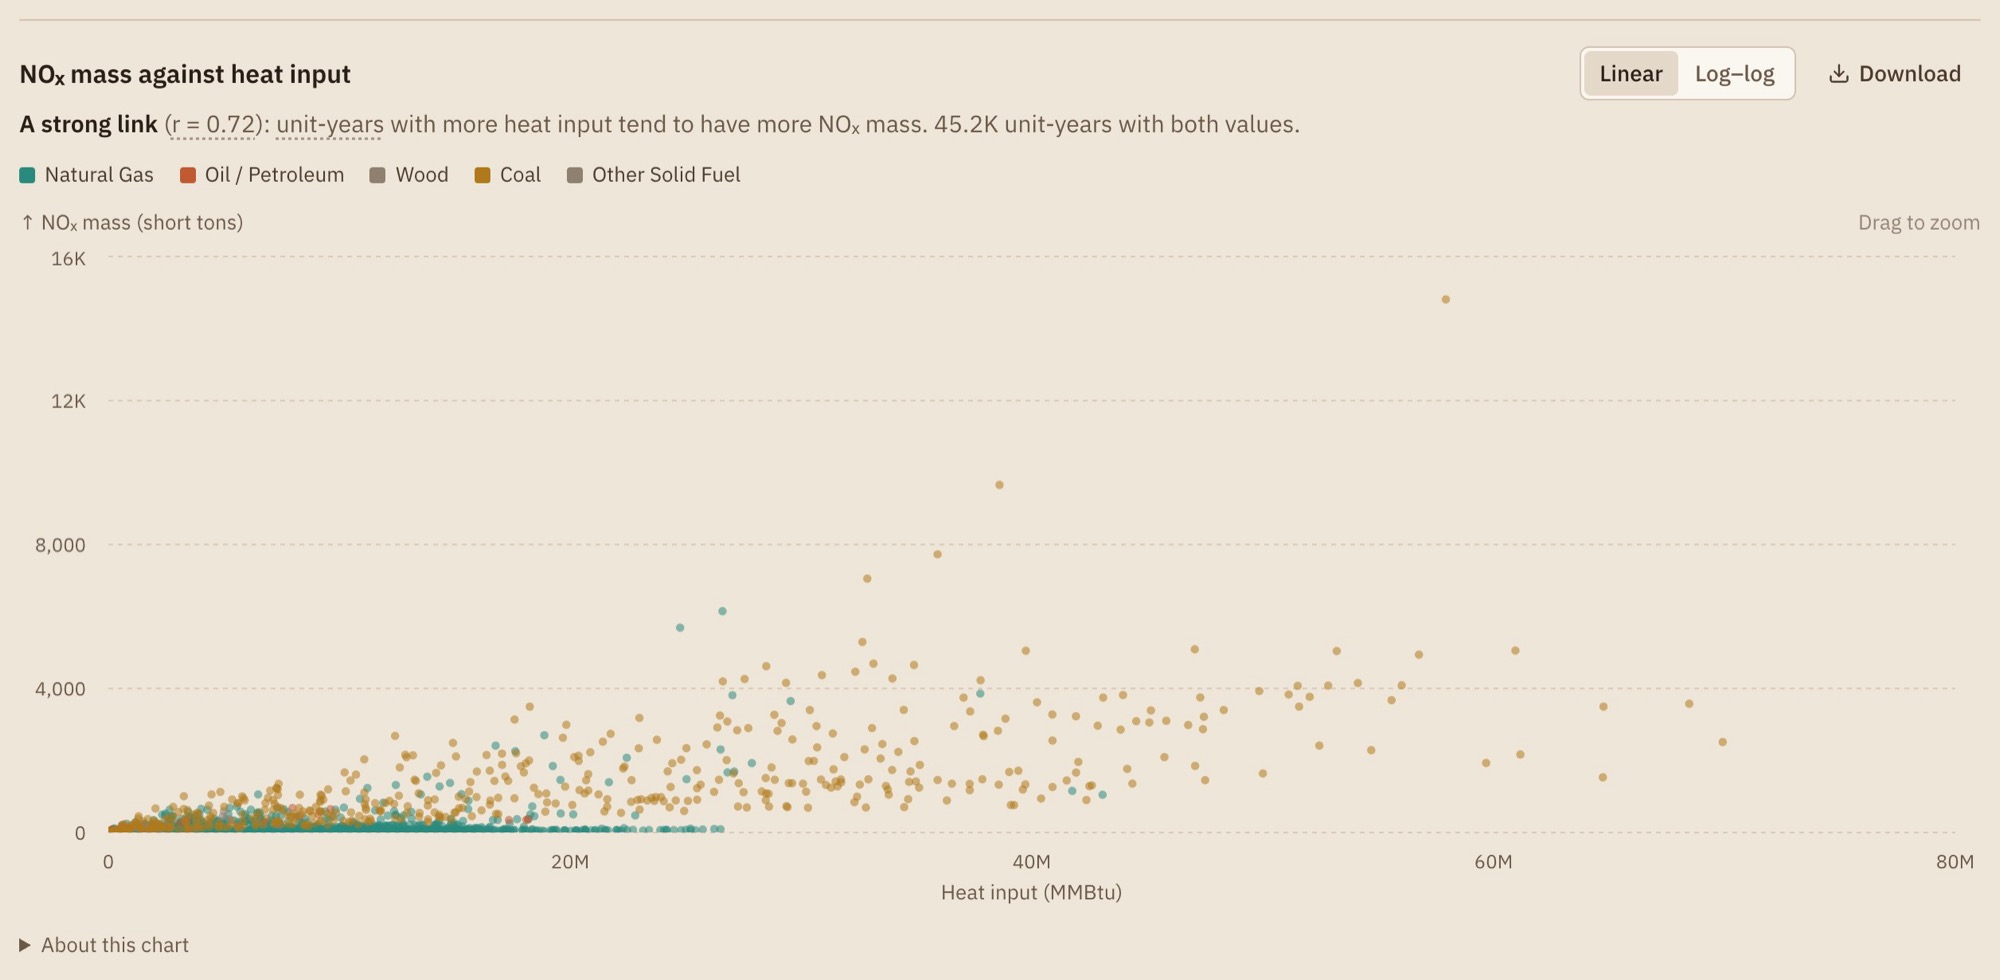 NOₓ mass against heat input
Linear
Log–log
Download
A strong link (r = 0.72): unit-years with more heat input tend to have more NOₓ mass. 45.2K unit-years with both values.
Natural Gas
Oil / Petroleum
Wood
Coal
Other Solid Fuel
↑ NOₓ mass (short tons)
Drag to zoom
16K
12K
8,000
4,000
0
0
20M
40M
60M
80M
Heat input (MMBtu)
▶ About this chart